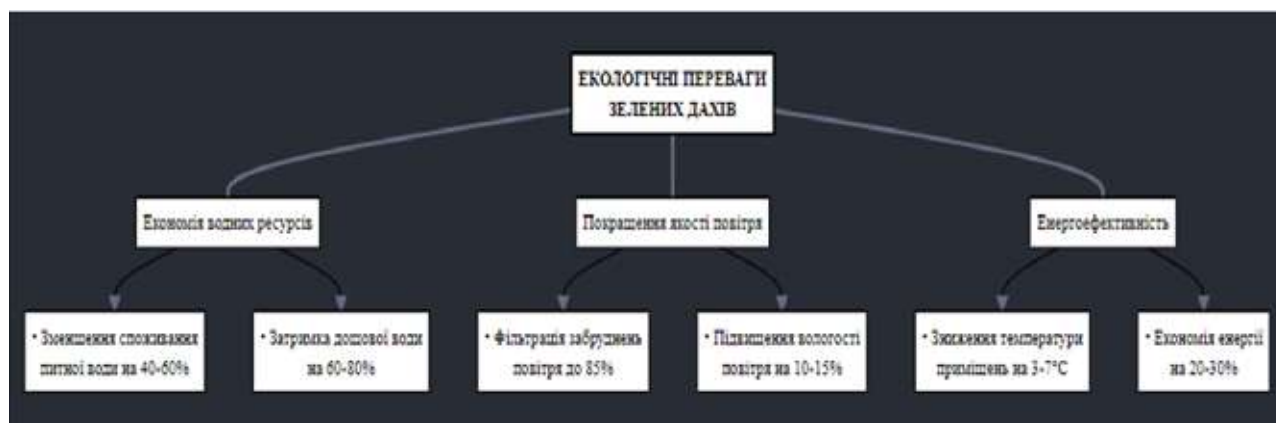 ЕКОЛОГІЧНІ ПЕРЕВАГИ
ЗЕЛЕНИХ ДАХІВ
Економія водних ресурсів
Покращення якості повітря
Енергоефективність
• Зменшення споживання
питної води на 40-60%
• Затримка дощової води
на 60-80%
• Фільтрація забруднень
повітря до 85%
• Підвищення вологості
повітря на 10-15%
• Зниження температури
приміщень на 3-7°C
• Економія енергії
на 20-30%